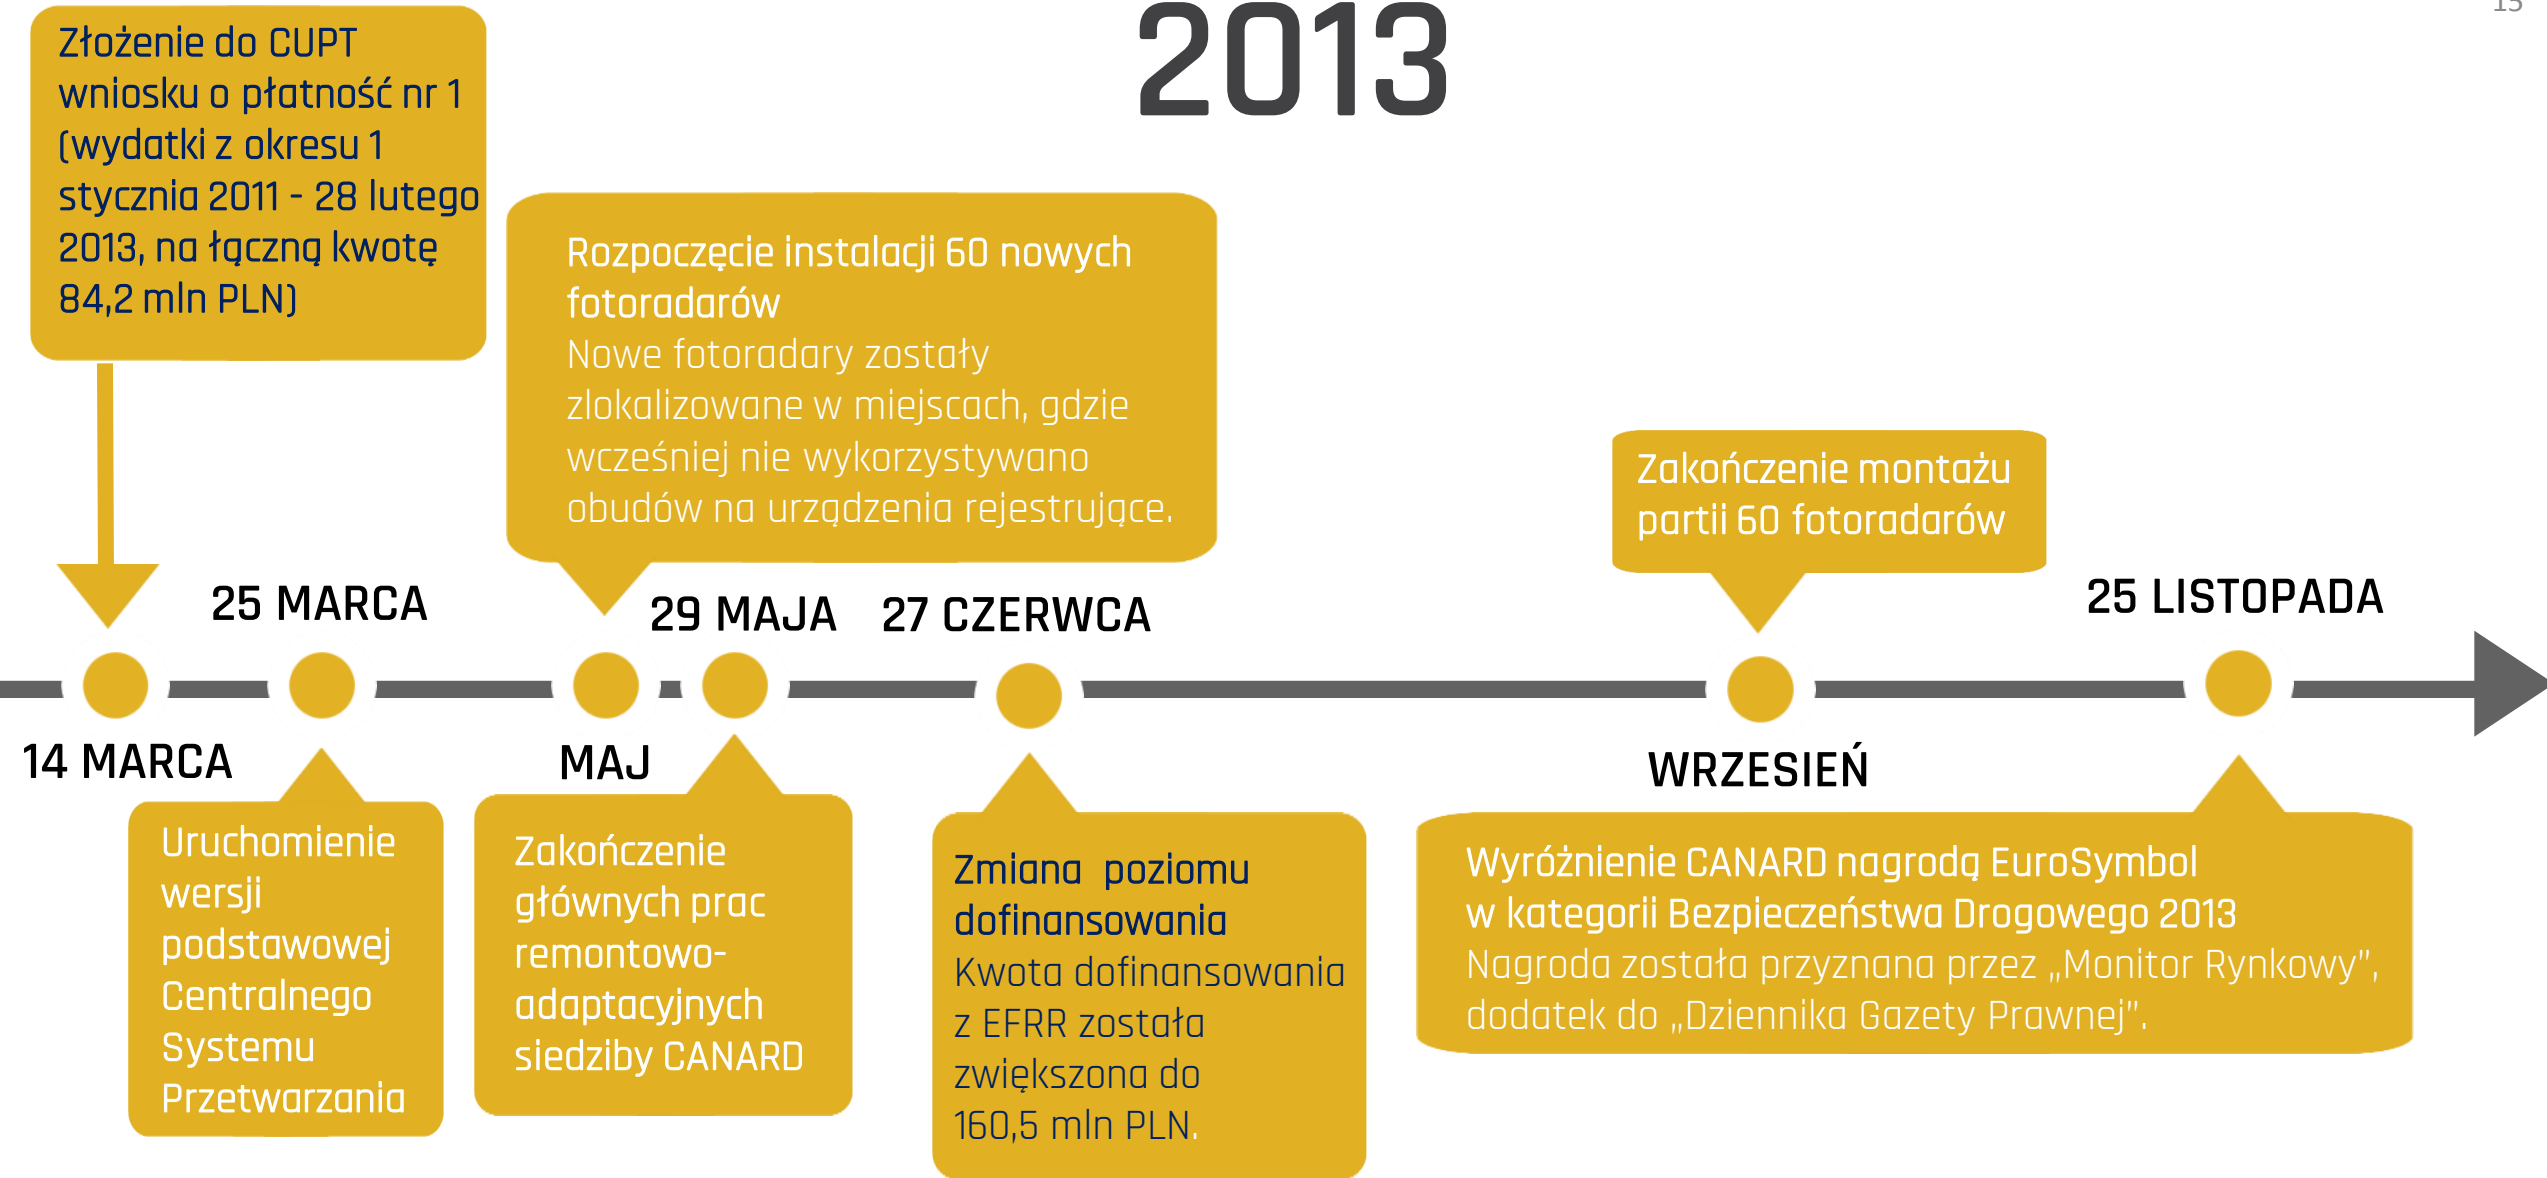 15
2013
Złożenie do CUPT
wniosku o płatność nr 1
(wydatki z okresu 1
stycznia 2011 - 28 lutego
2013, na łączną kwotę
84,2 mln PLN)
Rozpoczęcie instalacji 60 nowych
fotoradarów
Nowe fotoradary zostały
zlokalizowane w miejscach, gdzie
wcześniej nie wykorzystywano
obudów na urządzenia rejestrujące.
Zakończenie montażu
partii 60 fotoradarów
25 MARCA
29 MAJA
27 CZERWCA
25 LISTOPADA
14 MARCA
MAJ
WRZESIEŃ
Uruchomienie
wersji
podstawowej
Centralnego
Systemu
Przetwarzania
Zakończenie
głównych prac
remontowo-
adaptacyjnych
siedziby CANARD
Zmiana  poziomu
dofinansowania
Kwota dofinansowania
z EFRR została
zwiększona do
160,5 mln PLN.
Wyróżnienie CANARD nagrodą EuroSymbol
w kategorii Bezpieczeństwa Drogowego 2013
Nagroda została przyznana przez „Monitor Rynkowy”,
dodatek do „Dziennika Gazety Prawnej”.